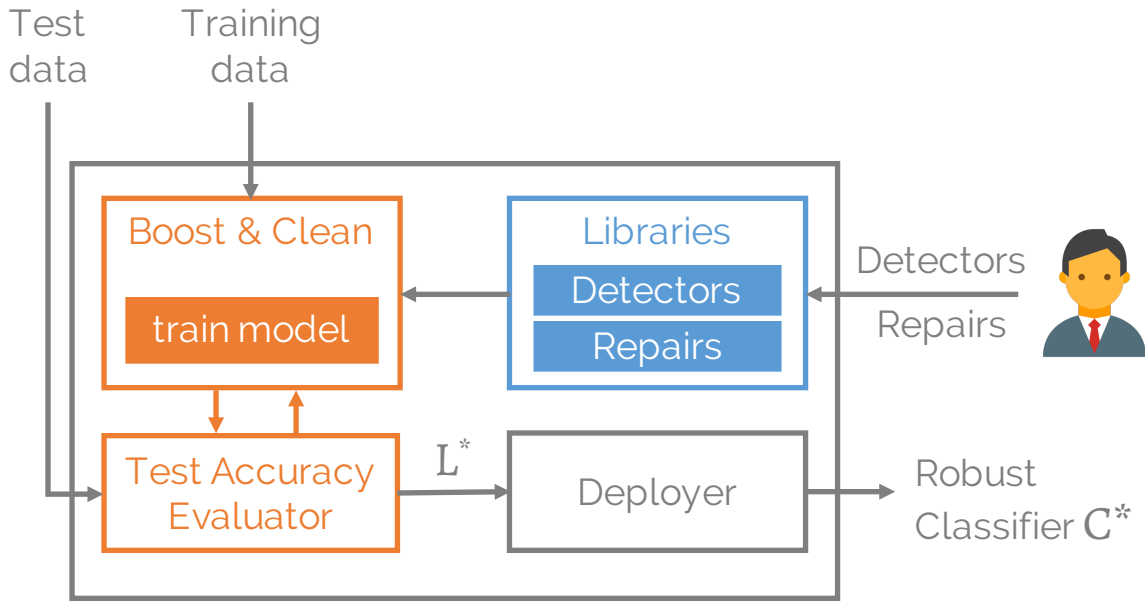 Test
data
Training
data
Boost & Clean
train model
Libraries
Detectors
Repairs
Detectors
Repairs
Test Accuracy
Evaluator
L*
Deployer
Robust
Classifier C*